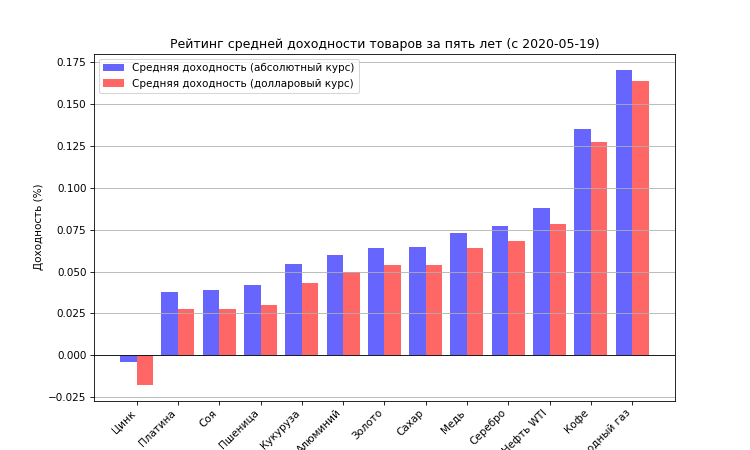 Рейтинг средней доходности товаров за пять лет (с 2020-05-19)
Средняя доходность (абсолютный курс)
Средняя доходность (долларовый курс)
Доходность (%)
0.175
0.150
0.125
0.100
0.075
0.050
0.025
0.000
−0.025
Цинк
Платина
Соя
Пшеница
Кукуруза
Алюминий
Золото
Сахар
Медь
Серебро
Нефть WTI
Кофе
газ